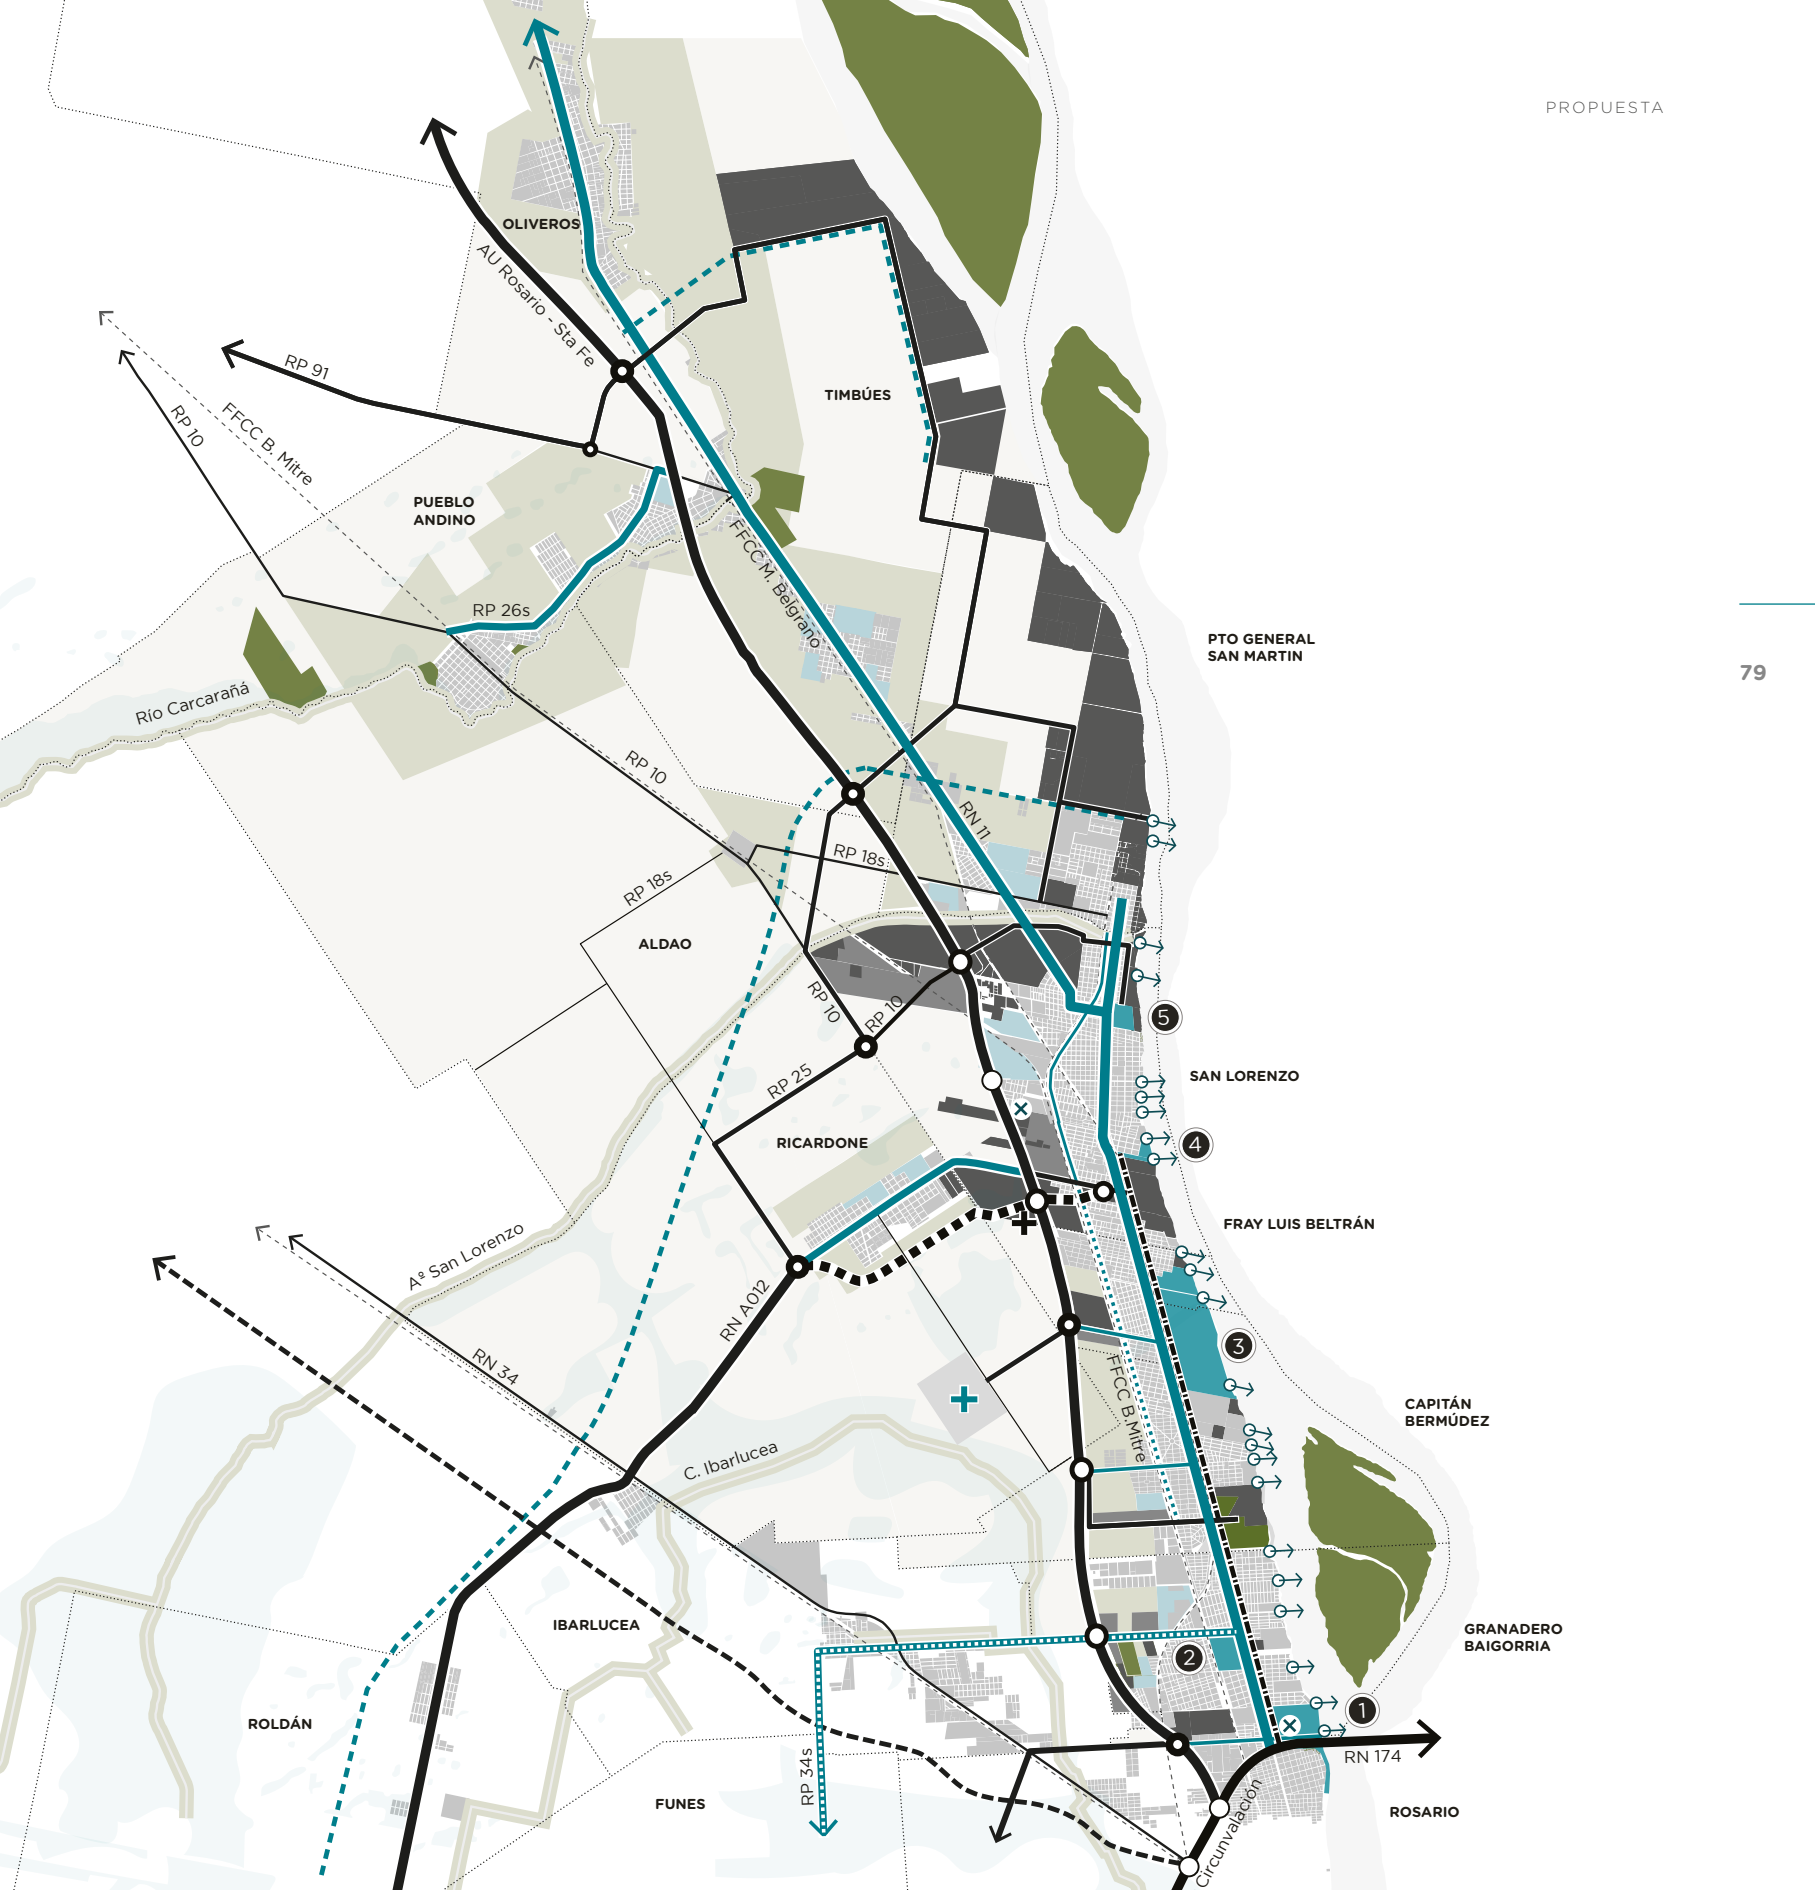 PROPUESTA
OLIVEROS
AU Rosario - Sta Fe
RP 91
TIMBÚES
RP 10
FFCC B. Mitre
PUEBLO
ANDINO
FFCC M. Belgrano
RP 26s
PTO GENERAL
SAN MARTIN
79
Río Carcarañá
RP 10
RN 11
RP 18s
RP 18s
ALDAO
RP 10
RP 10
5
RP 25
SAN LORENZO
RICARDONE
4
FRAY LUIS BELTRÁN
Aº San Lorenzo
RN A012
3
RN 34
FFCC B.Mitre
CAPITÁN
BERMÚDEZ
C. Ibarlucea
IBARLUCEA
GRANADERO
BAIGORRIA
2
1
ROLDÁN
RN 174
RP 34s
FUNES
ROSARIO
Circunvalación